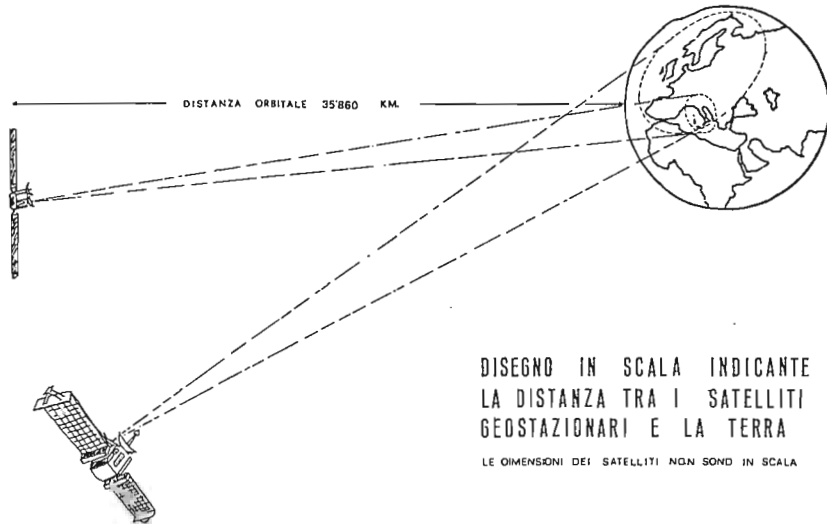 DISTANZA ORBITALE 35'860 KM.
DISEGNO IN SCALA INDICANTE
LA DISTANZA TRA I SATELLITI
GEOSTAZIONARI E LA TERRA
LE DIMENSIONI DEI SATELLITI NON SONO IN SCALA